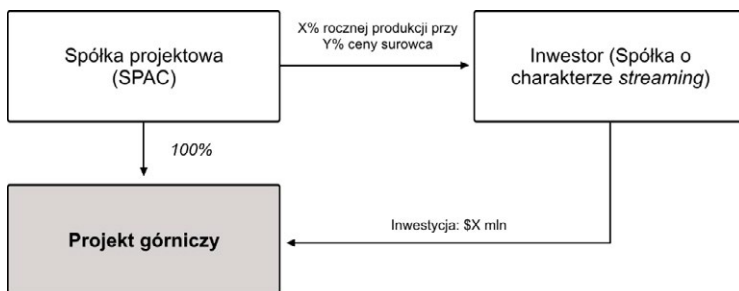 X% rocznej produkcji przy
Y% ceny surowca
Spółka projektowa
(SPAC)
Inwestor (Spółka o
charakterze streaming)
100%
Projekt górniczy
Inwestycja: $X mln